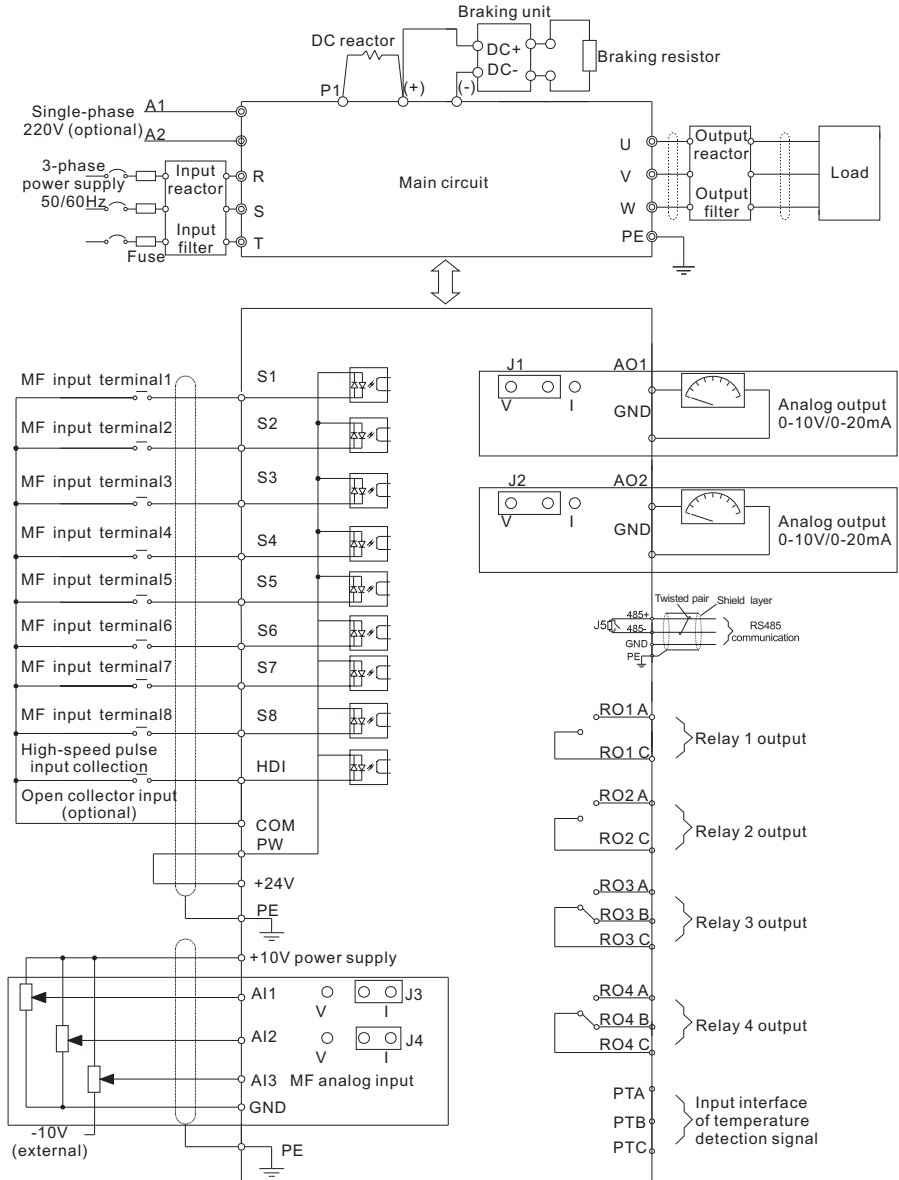 Braking unit
DC reactor
DC+
DC-
Braking resistor
P1
(+)
(-)
Single-phase
220V (optional)
A1
A2
3-phase
power supply
50/60Hz
Fuse
Input
reactor
Input
filter
R
S
T
Main circuit
U
V
W
PE
Output
reactor
Output
filter
Load
MF input terminal1
S1
MF input terminal2
S2
MF input terminal3
S3
MF input terminal4
S4
MF input terminal5
S5
MF input terminal6
S6
MF input terminal7
S7
MF input terminal8
S8
High-speed pulse
input collection
HDI
Open collector input
(optional)
COM
PW
+24V
PE
+10V power supply
AI1
V
I
J3
AI2
V
I
J4
AI3
MF analog input
GND
-10V
(external)
PE
J1
V
I
AO1
GND
Analog output
0-10V/0-20mA
J2
V
I
AO2
GND
Analog output
0-10V/0-20mA
Twisted pair
Shield layer
J5
485+
485-
GND
PE
RS485
communication
RO1 A
RO1 C
Relay 1 output
RO2 A
RO2 C
Relay 2 output
RO3 A
RO3 B
RO3 C
Relay 3 output
RO4 A
RO4 B
RO4 C
Relay 4 output
PTA
PTB
PTC
Input interface
of temperature
detection signal